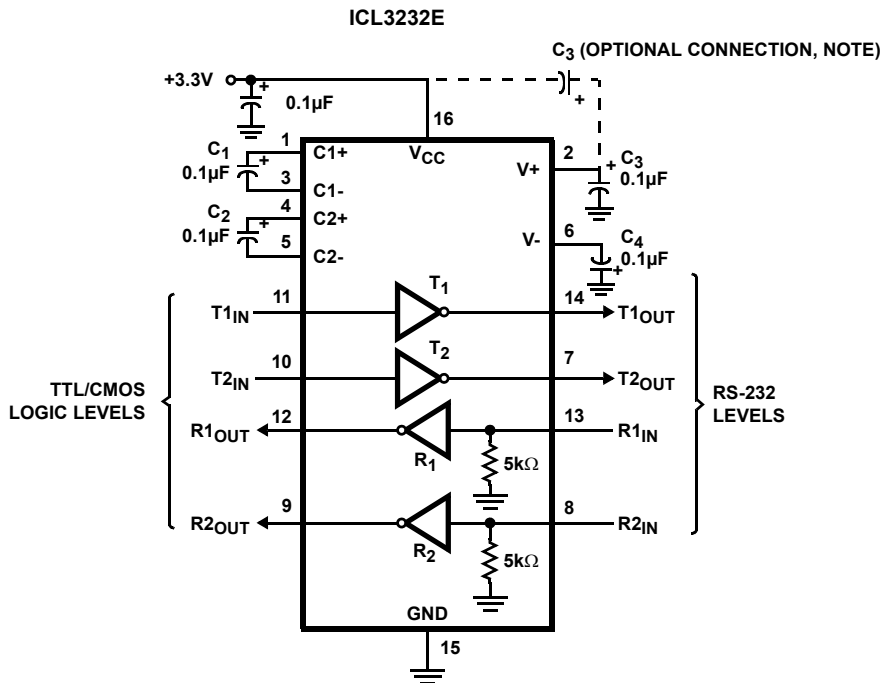 ICL3232E
C3 (OPTIONAL CONNECTION, NOTE)
+3.3V
+
0.1µF
+
16
VCC
1
C1+
C1
0.1µF
+
3
C1-
4
C2+
C2
0.1µF
+
5
C2-
2
V+
+
C3
0.1µF
6
V-
C4
0.1µF
+
T1IN
11
T1
14
T1OUT
T2IN
10
T2
7
T2OUT
TTL/CMOS
LOGIC LEVELS
RS-232
LEVELS
R1OUT
12
R1
13
R1IN
5kΩ
R2OUT
9
R2
8
R2IN
5kΩ
GND
15